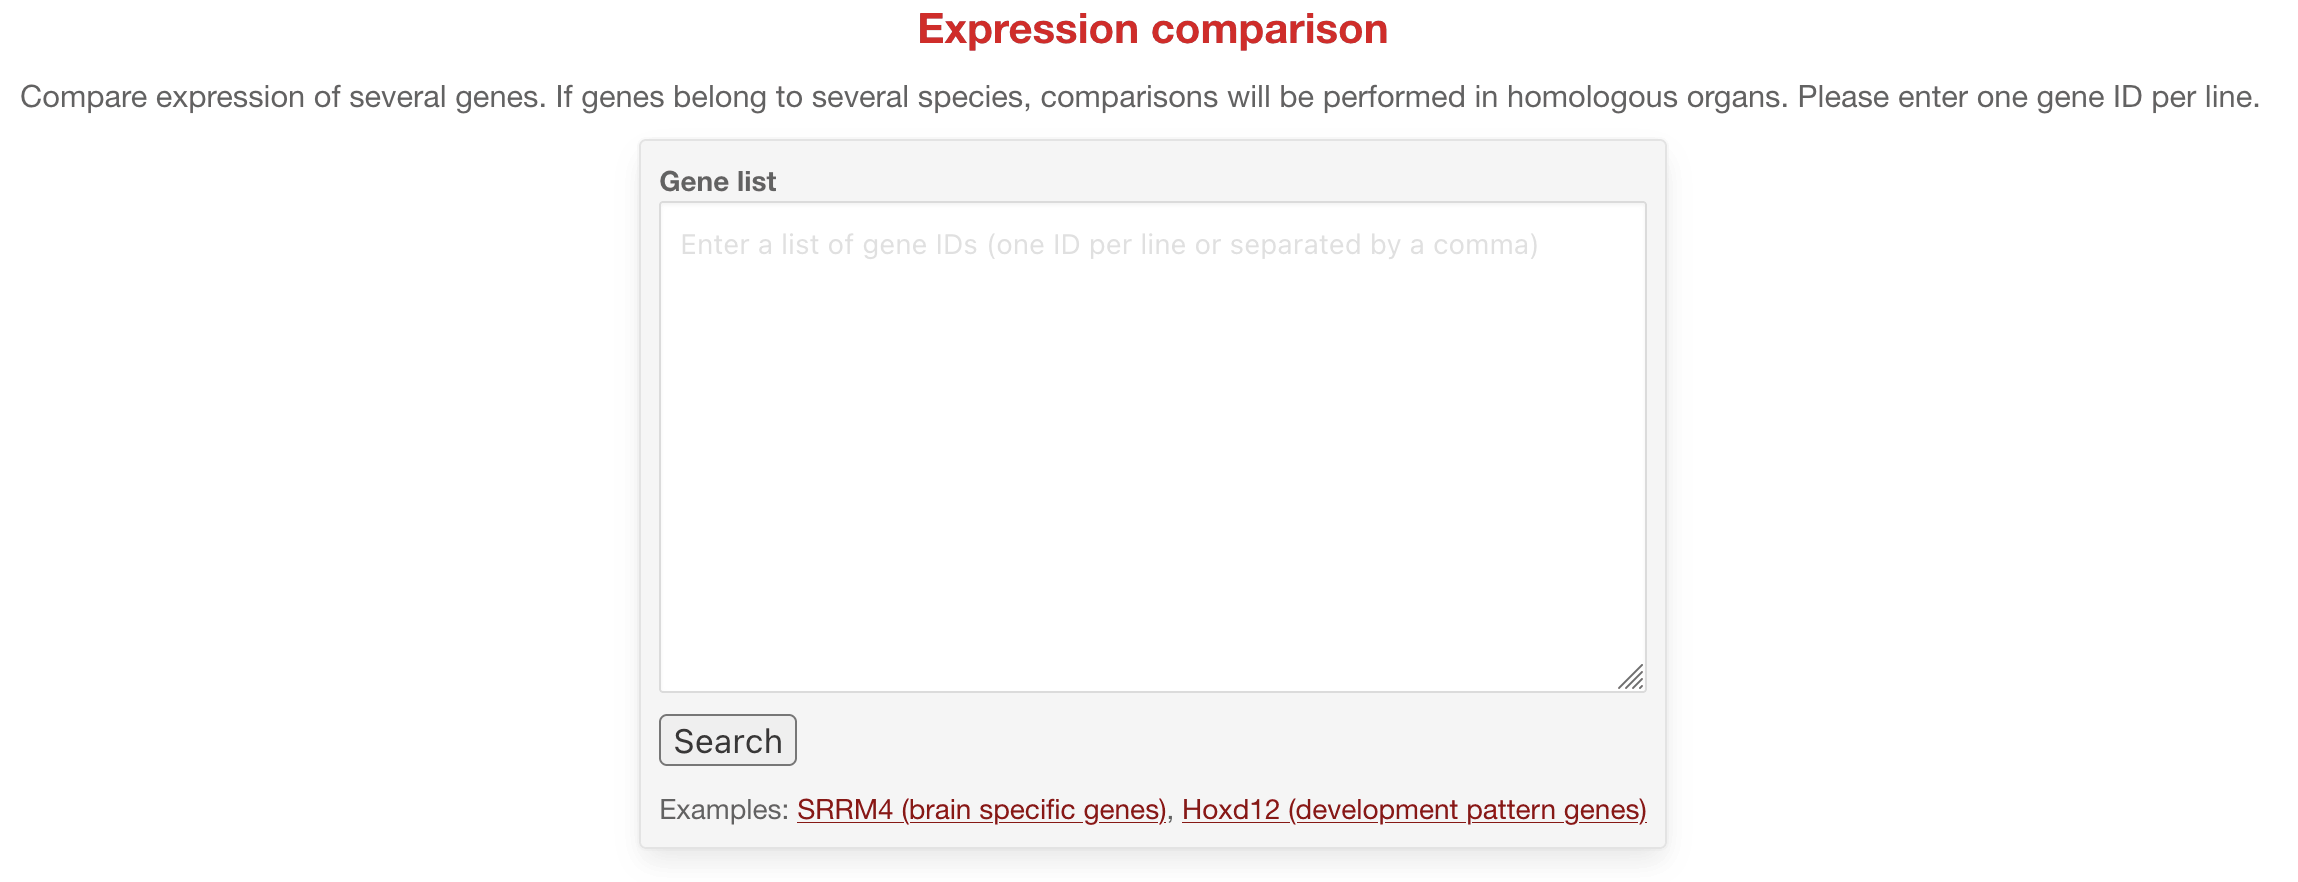 Expression comparison
Compare expression of several genes. If genes belong to several species, comparisons will be performed in homologous organs. Please enter one gene ID per line.
Gene list
Enter a list of gene IDs (one ID per line or separated by a comma)
Search
Examples: SRRM4 (brain specific genes), Hoxd12 (development pattern genes)